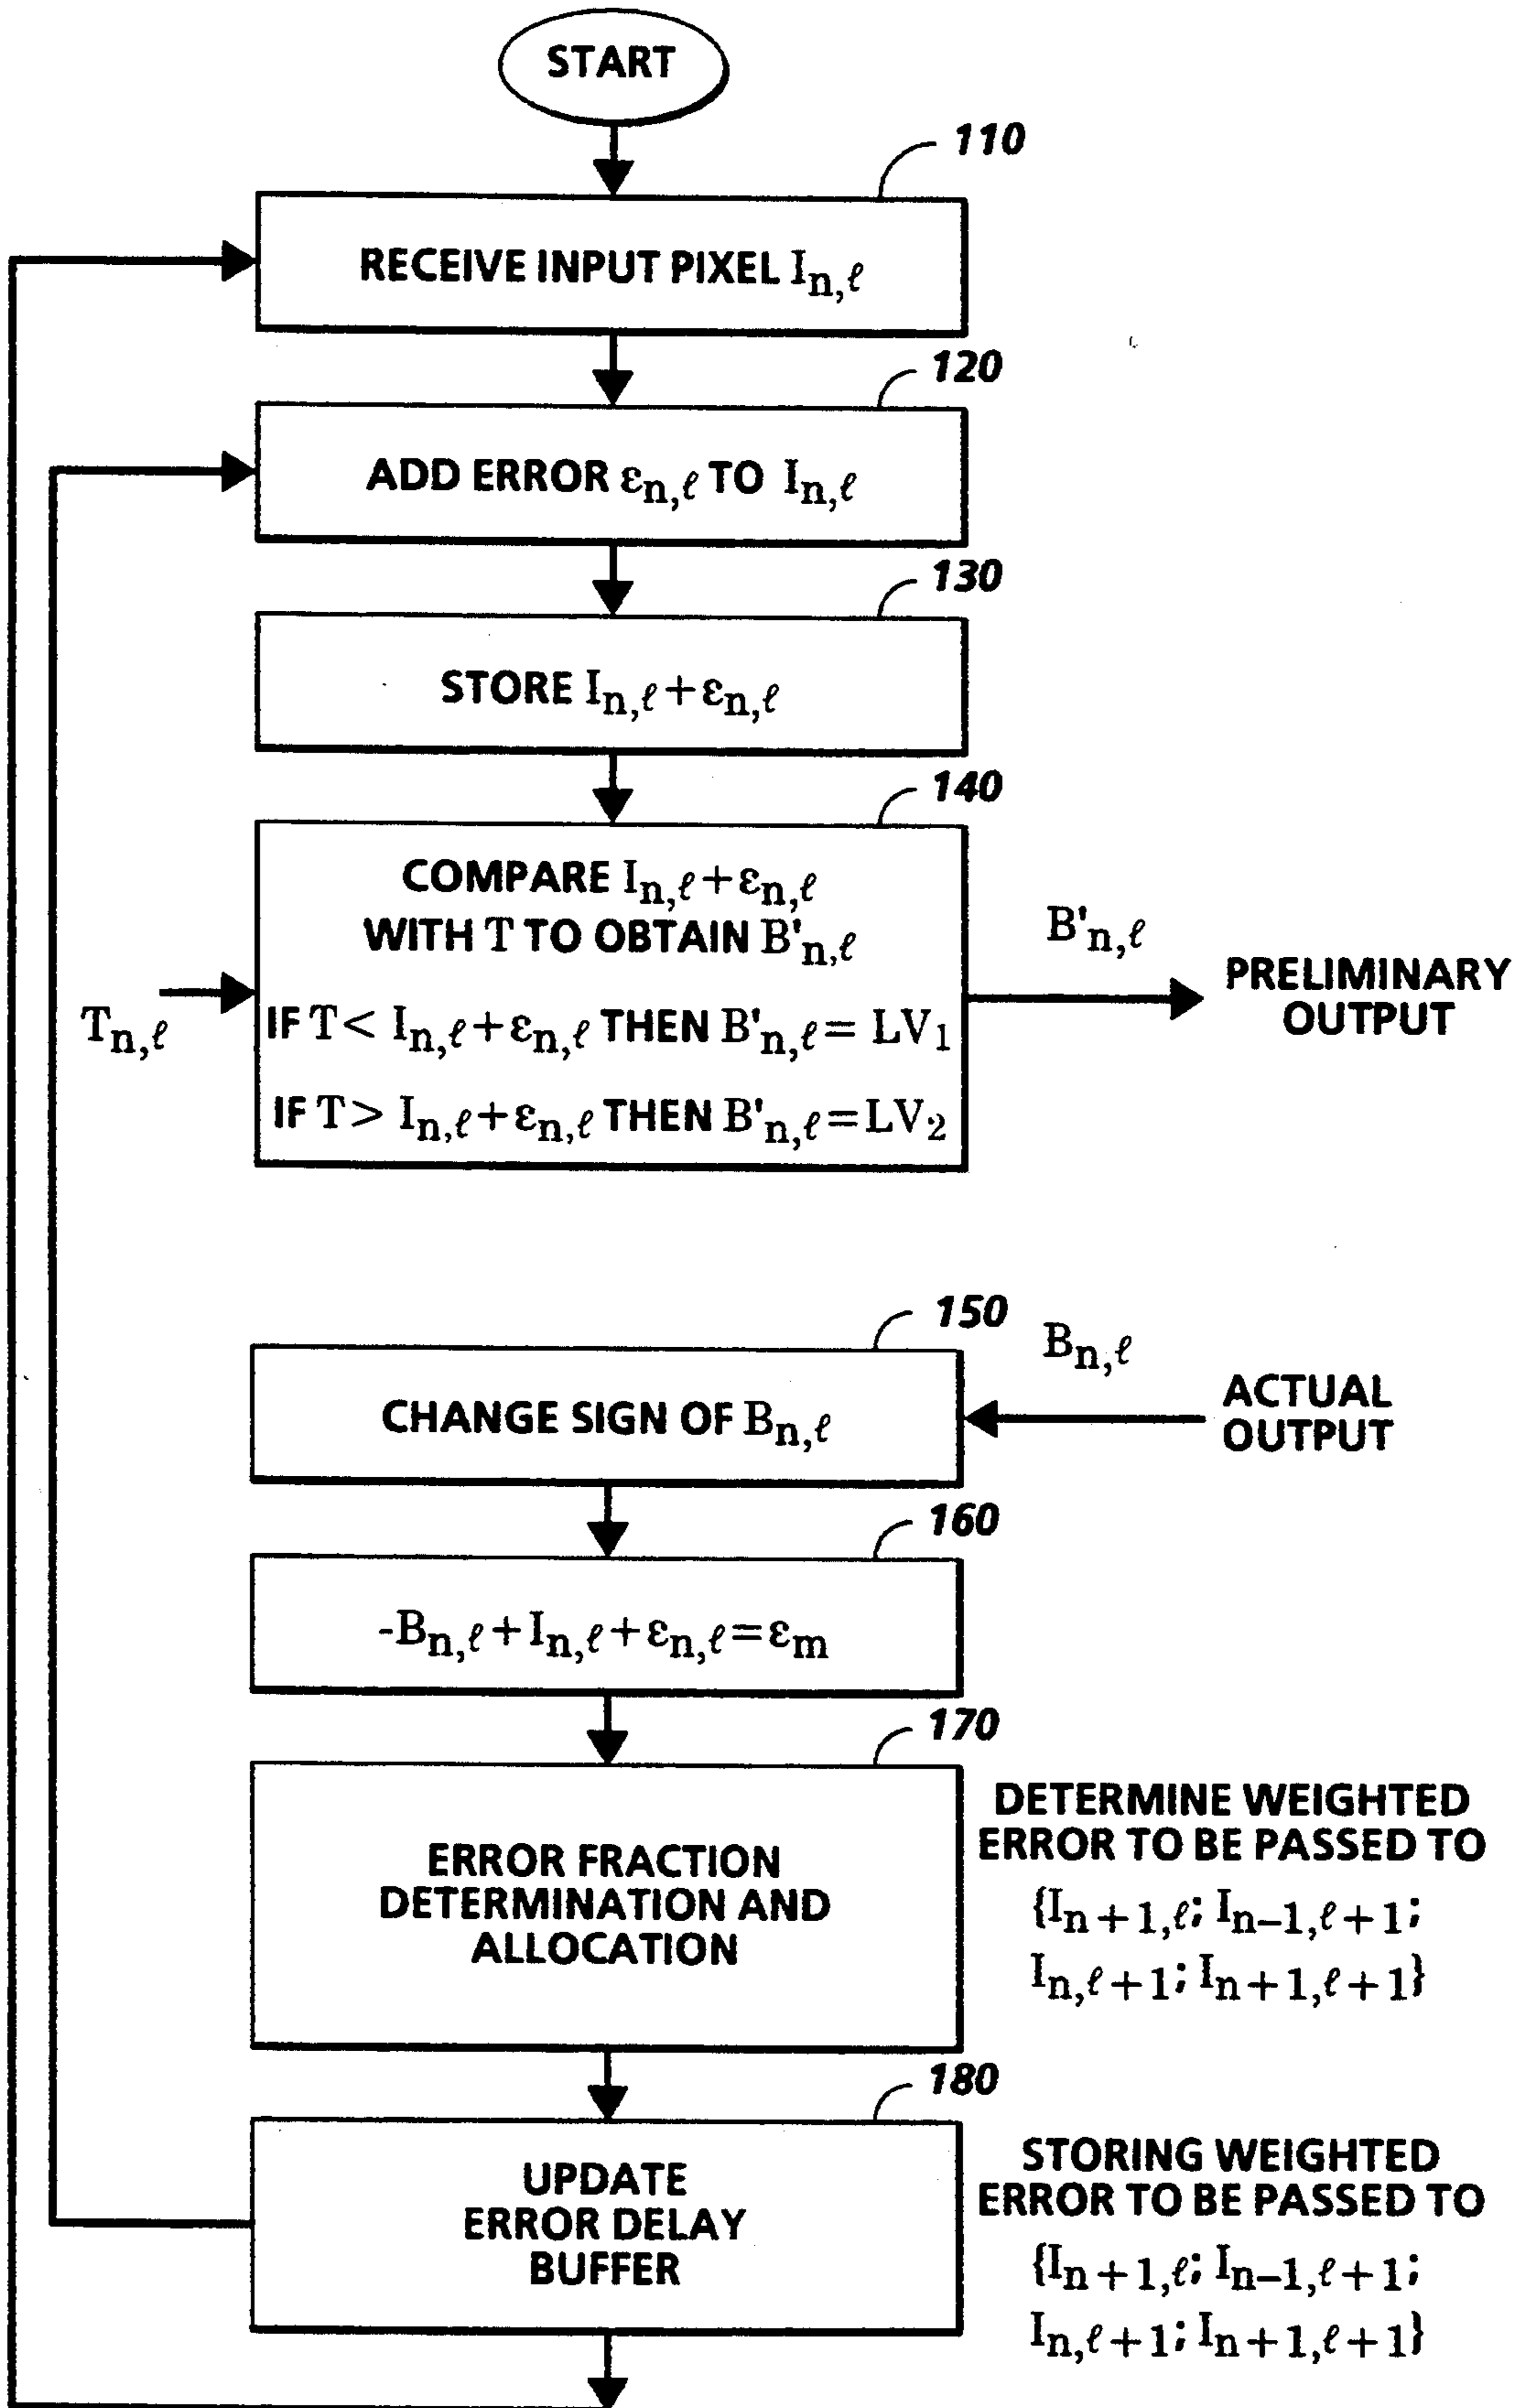 START
110
RECEIVE INPUT PIXEL Iₙ,ℓ
120
ADD ERROR εₙ,ℓ TO Iₙ,ℓ
130
STORE Iₙ,ℓ+εₙ,ℓ
140
COMPARE Iₙ,ℓ+εₙ,ℓ
WITH T TO OBTAIN B'ₙ,ℓ
IF T< Iₙ,ℓ+εₙ,ℓ THEN B'ₙ,ℓ= LV₁
IF T> Iₙ,ℓ+εₙ,ℓ THEN B'ₙ,ℓ=LV₂
Tₙ,ℓ
B'ₙ,ℓ
PRELIMINARY
OUTPUT
150
CHANGE SIGN OF Bₙ,ℓ
Bₙ,ℓ
ACTUAL
OUTPUT
160
-Bₙ,ℓ+Iₙ,ℓ+εₙ,ℓ=εₘ
170
ERROR FRACTION
DETERMINATION AND
ALLOCATION
DETERMINE WEIGHTED
ERROR TO BE PASSED TO
{Iₙ₊₁,ℓ; Iₙ₋₁,ℓ₊₁;
Iₙ,ℓ₊₁; Iₙ₊₁,ℓ₊₁}
180
UPDATE
ERROR DELAY
BUFFER
STORING WEIGHTED
ERROR TO BE PASSED TO
{Iₙ₊₁,ℓ; Iₙ₋₁,ℓ₊₁;
Iₙ,ℓ₊₁; Iₙ₊₁,ℓ₊₁}